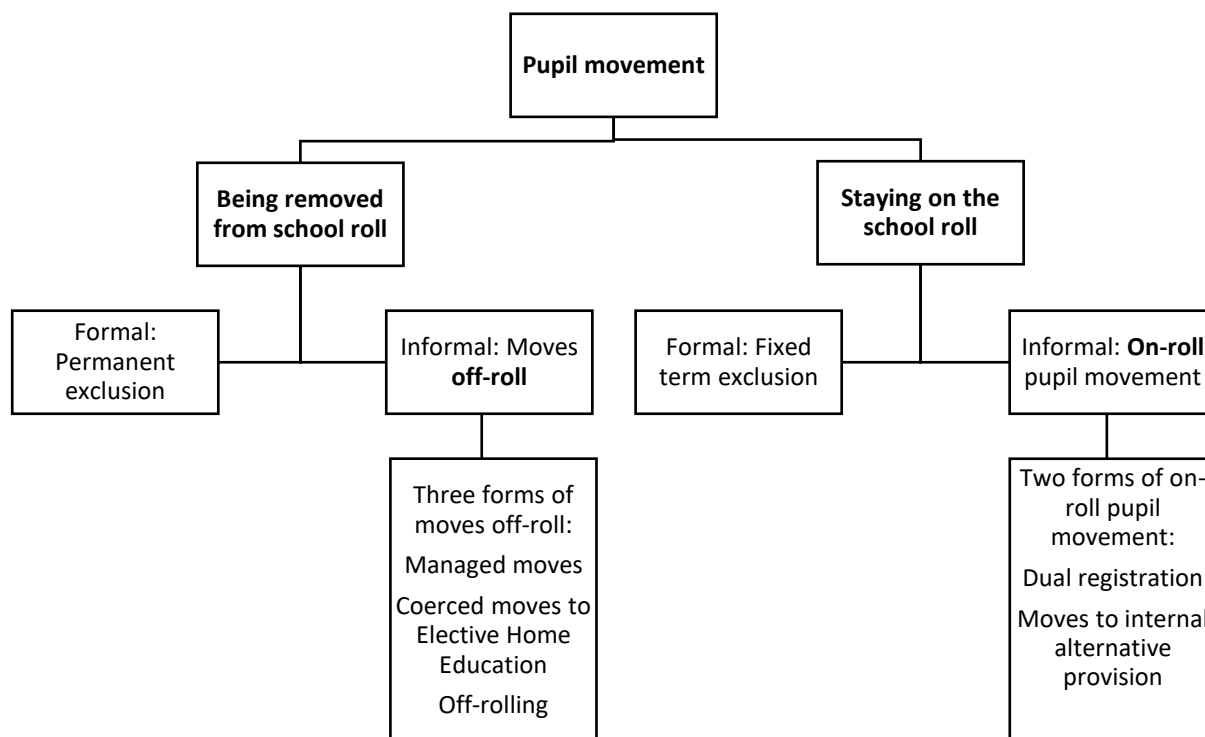 Pupil movement
Being removed
from school roll
Staying on the
school roll
Formal:
Permanent
exclusion
Informal: Moves
off-roll
Formal: Fixed
term exclusion
Informal: On-roll
pupil movement
Three forms of
moves off-roll:
Managed moves
Coerced moves to
Elective Home
Education
Off-rolling
Two forms of on-
roll pupil
movement:
Dual registration
Moves to internal
alternative
provision